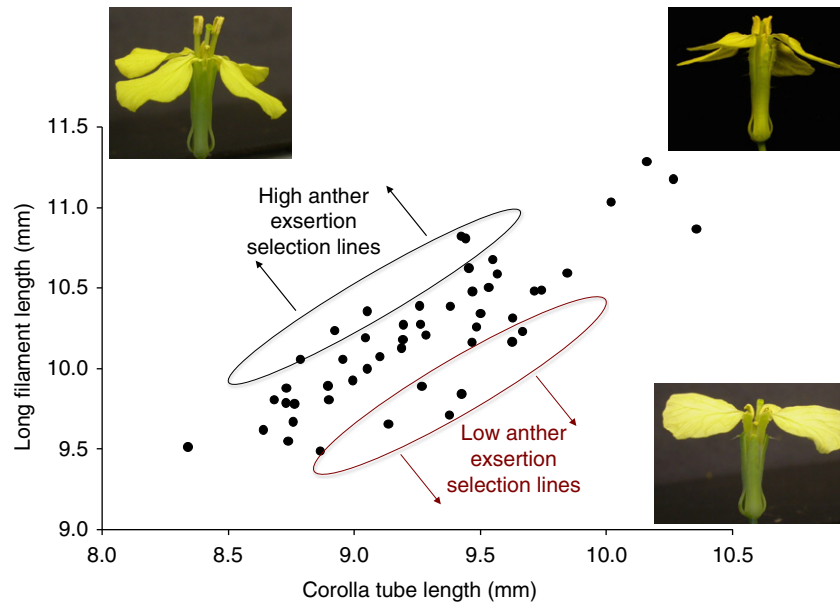 11.5
11.0
10.5
10.0
9.5
9.0
Long filament length (mm)
High anther
exsertion
selection lines
Low anther
exsertion
selection lines
8.0
8.5
9.0
9.5
10.0
10.5
Corolla tube length (mm)